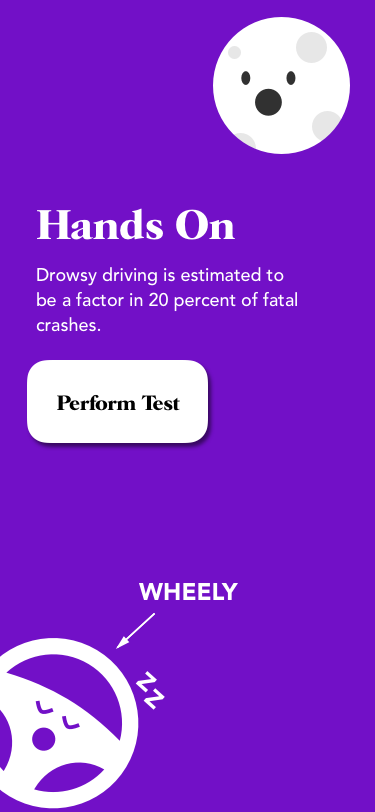 Hands On
Drowsy driving is estimated to
be a factor in 20 percent of fatal
crashes.
Perform Test
WHEELY
ZZ